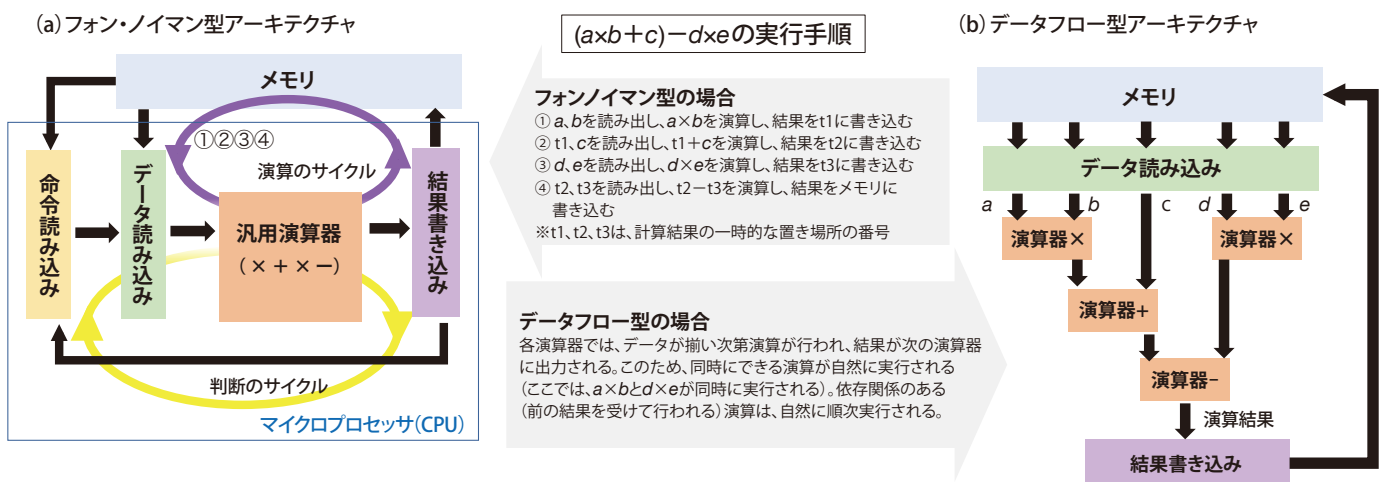 (a)フォン・ノイマン型アーキテクチャ
メモリ
①②③④
演算のサイクル
命令読み込み
データ読み込み
汎用演算器
(×+×−)
結果書き込み
判断のサイクル
マイクロプロセッサ(CPU)
(a×b+c)−d×eの実行手順
フォンノイマン型の場合
① a、bを読み出し、a×bを演算し、結果をt1に書き込む
② t1、cを読み出し、t1+cを演算し、結果をt2に書き込む
③ d、eを読み出し、d×eを演算し、結果をt3に書き込む
④ t2、t3を読み出し、t2−t3を演算し、結果をメモリに
書き込む
※t1、t2、t3は、計算結果の一時的な置き場所の番号
データフロー型の場合
各演算器では、データが揃い次第演算が行われ、結果が次の演算器
に出力される。このため、同時にできる演算が自然に実行される
(ここでは、a×bとd×eが同時に実行される)。依存関係のある
(前の結果を受けて行われる)演算は、自然に順次実行される。
(b)データフロー型アーキテクチャ
メモリ
データ読み込み
a b c d e
演算器× 演算器×
演算器+
演算器−
演算結果
結果書き込み